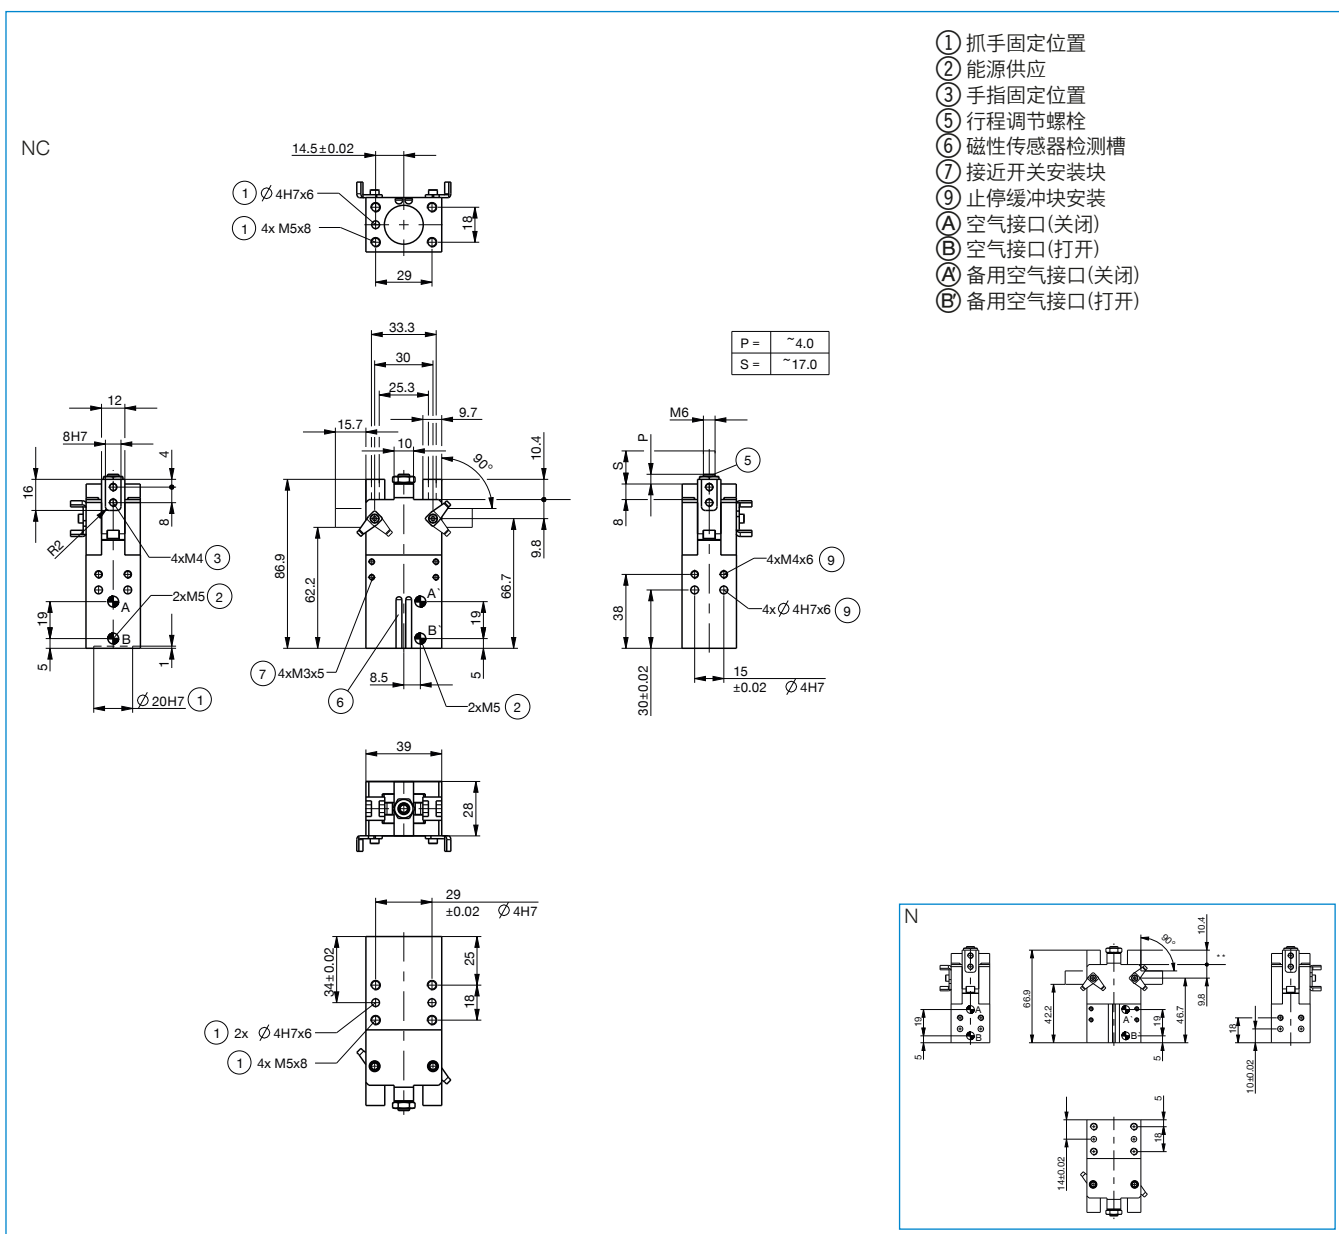 ① 抓手固定位置
② 能源供应
③ 手指固定位置
⑤ 行程调节螺栓
⑥ 磁性传感器检测槽
⑦ 接近开关安装块
⑨ 止停缓冲块安装
Ⓐ 空气接口(关闭)
Ⓑ 空气接口(打开)
A' 备用空气接口(关闭)
B' 备用空气接口(打开)
NC
14.5±0.02
① Ø 4H7x6
① 4x M5x8
18
29
P = ~4.0
S = ~17.0
12
8H7
4
16
8
R2
4xM4 ③
2xM5 ②
A
B
19
5
1
Ø 20H7 ①
33.3
30
25.3
15.7
9.7
10
90°
10.4
9.8
86.9
62.2
66.7
A`
B`
19
5
⑦ 4xM3x5
⑥
8.5
2xM5 ②
M6
P
S
⑤
8
4xM4x6 ⑨
4x Ø 4H7x6 ⑨
38
30±0.02
15
±0.02 Ø 4H7
39
28
29
±0.02 Ø 4H7
34±0.02
25
18
① 2x Ø 4H7x6
① 4x M5x8
N
A
B
19
5
66.9
42.2
90°
10.4
**
9.8
46.7
A`
B`
19
5
18
10±0.02
5
18
14±0.02